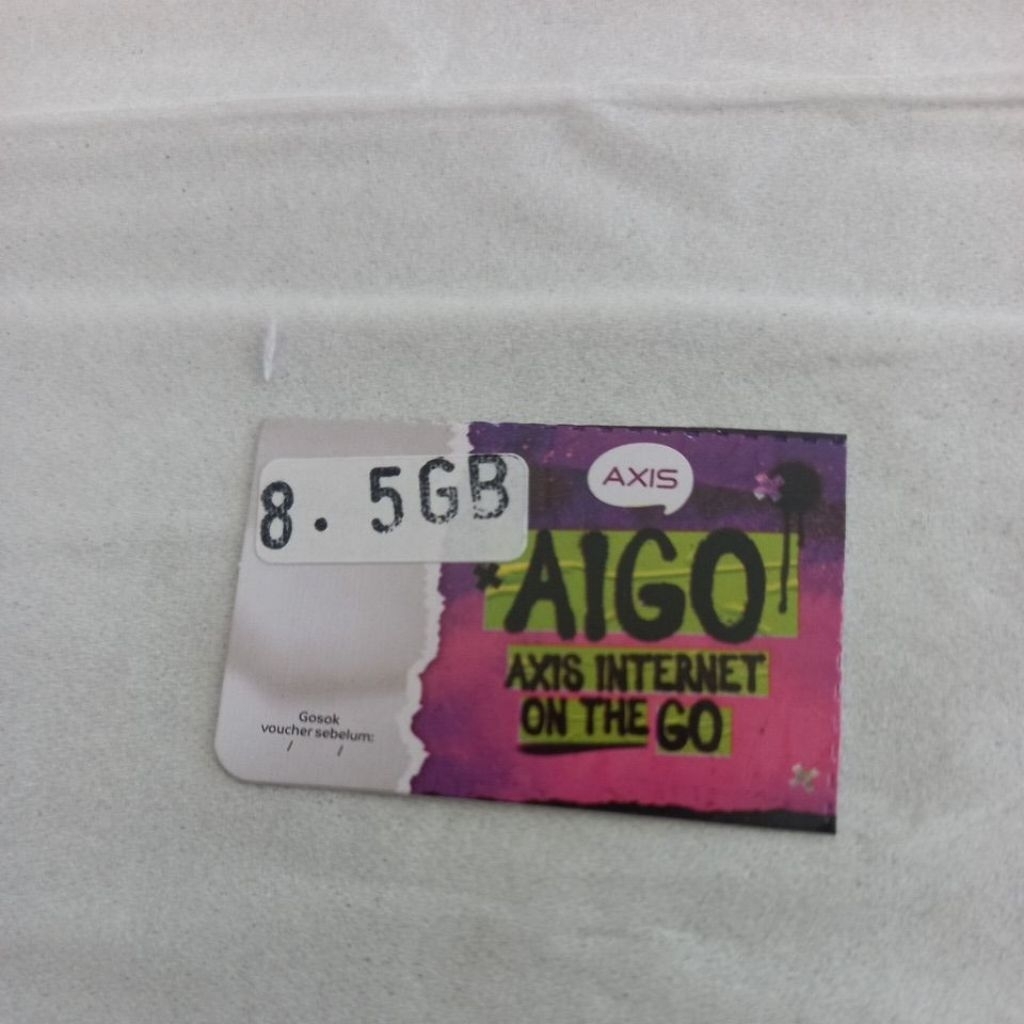 8. 5GB
AXIS
AIGO
AXIS INTERNET
ON THE GO
Gosok
voucher sebelum:
/ /